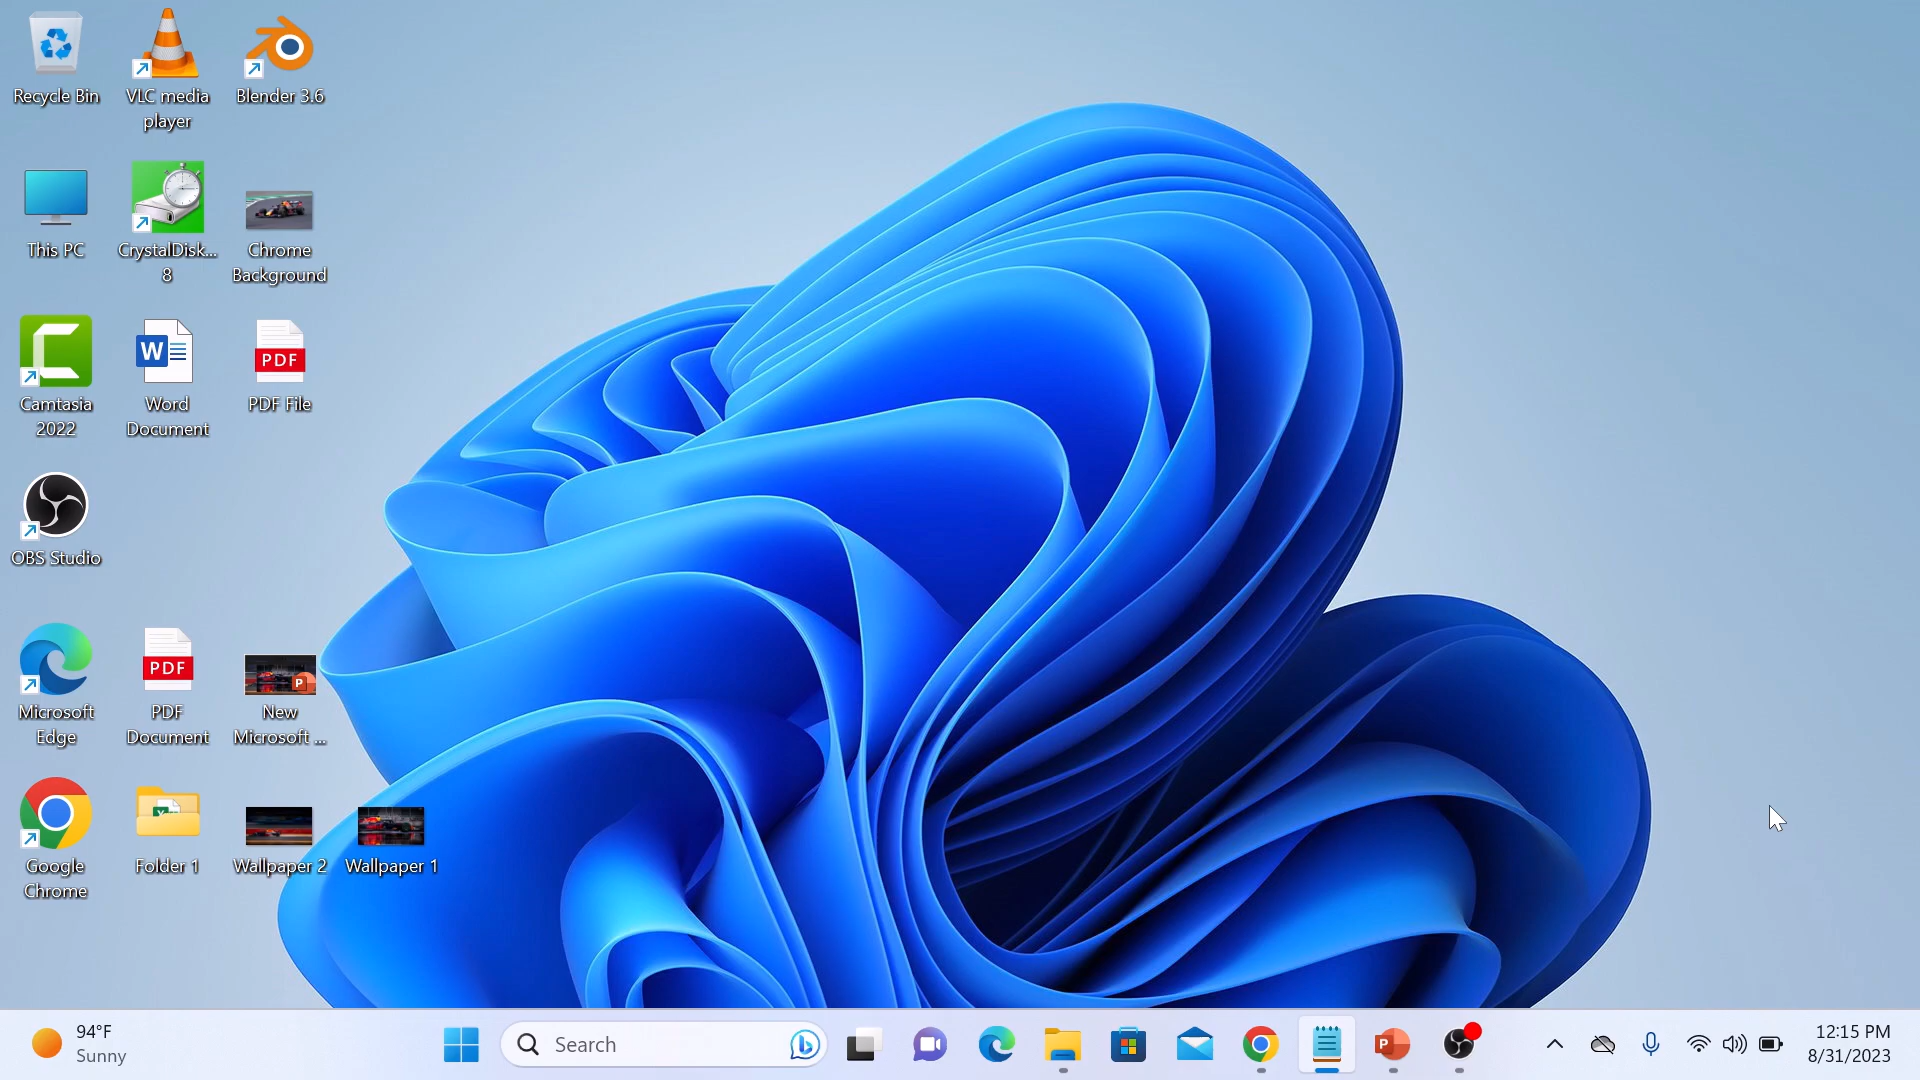 Recycle Bin
VLC media
player
Blender 3.6
This PC
CrystalDisk...
8
Chrome
Background
Camtasia
2022
W
Word
Document
PDF
PDF File
OBS Studio
Microsoft
Edge
PDF
PDF
Document
P
New
Microsoft ...
Google
Chrome
Folder 1
Wallpaper 2
Wallpaper 1
94°F
Sunny
Search
P
12:15 PM
8/31/2023